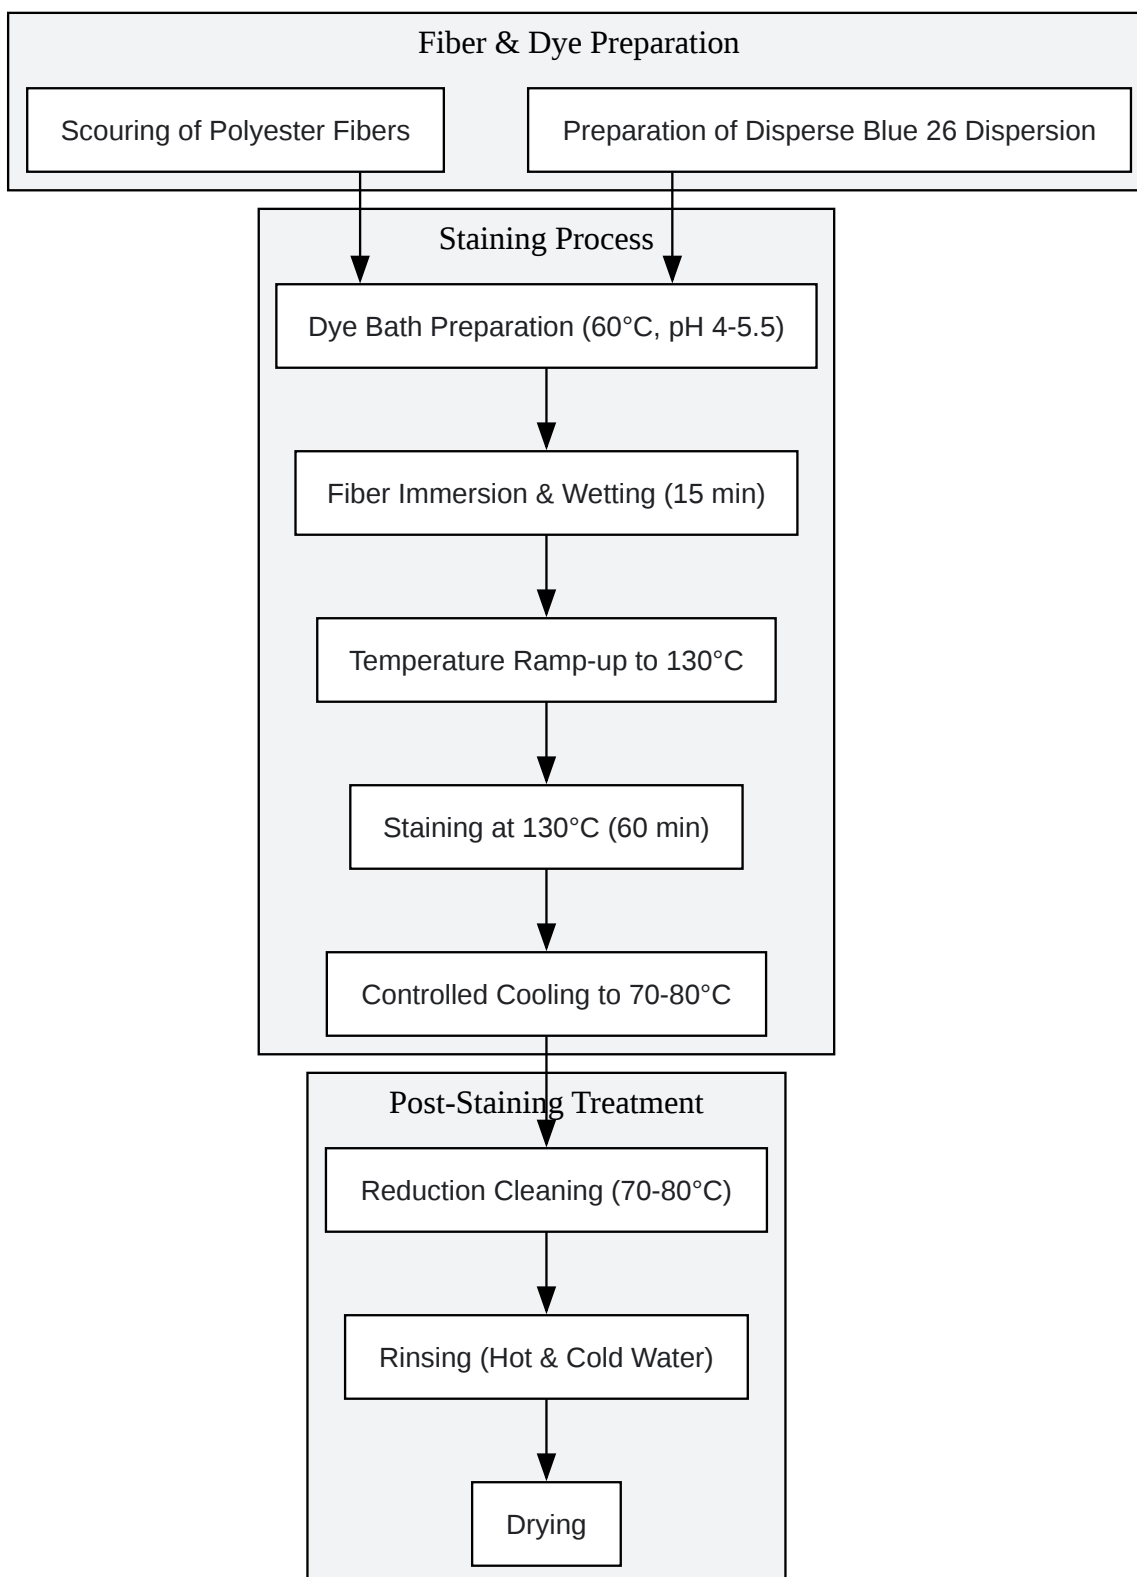 Fiber & Dye Preparation
Scouring of Polyester Fibers
Preparation of Disperse Blue 26 Dispersion
Staining Process
Dye Bath Preparation (60°C, pH 4-5.5)
Fiber Immersion & Wetting (15 min)
Temperature Ramp-up to 130°C
Staining at 130°C (60 min)
Controlled Cooling to 70-80°C
Post-Staining Treatment
Reduction Cleaning (70-80°C)
Rinsing (Hot & Cold Water)
Drying